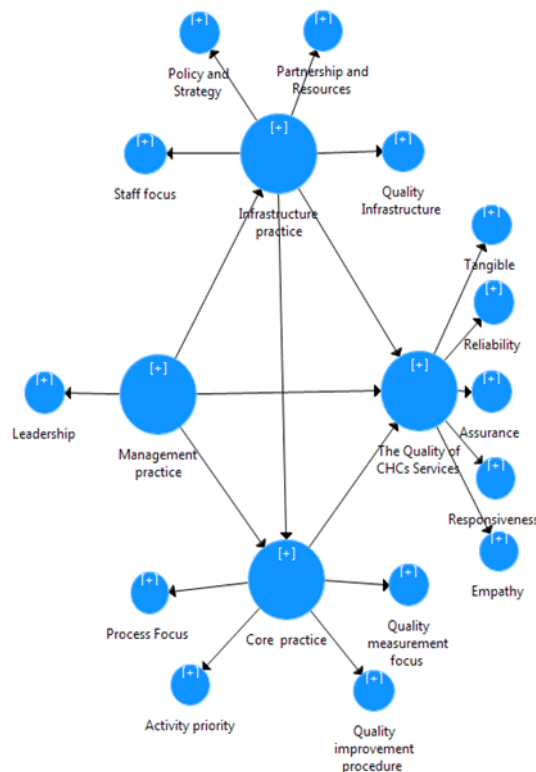 [+]
[+]
Policy and
Strategy
Partnership and
Resources
[+]
[+]
[+]
Staff focus
Infrastructure
practice
Quality
Infrastructure
[+]
Tangible
[+]
Reliability
[+]
[+]
[+]
[+]
Leadership
Management
practice
The Quality of
CHCs Services
Assurance
[+]
Responsiveness
[+]
Empathy
[+]
[+]
[+]
Process Focus
Core practice
Quality
measurement
focus
[+]
[+]
Activity priority
Quality
improvement
procedure